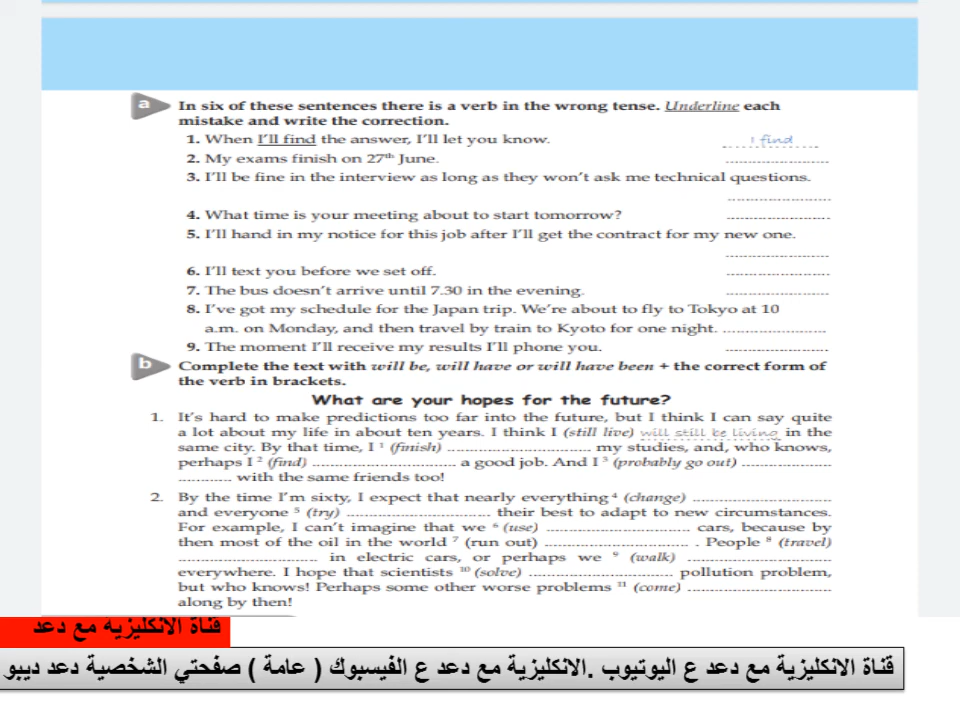 a In six of these sentences there is a verb in the wrong tense. Underline each
mistake and write the correction.
1. When I'll find the answer, I'll let you know. I find
2. My exams finish on 27th June. ..........................
3. I'll be fine in the interview as long as they won't ask me technical questions.
..........................
4. What time is your meeting about to start tomorrow? ..........................
5. I'll hand in my notice for this job after I'll get the contract for my new one.
..........................
6. I'll text you before we set off. ..........................
7. The bus doesn't arrive until 7.30 in the evening. ..........................
8. I've got my schedule for the Japan trip. We're about to fly to Tokyo at 10
a.m. on Monday, and then travel by train to Kyoto for one night. ..........................
9. The moment I'll receive my results I'll phone you. ..........................
b Complete the text with will be, will have or will have been + the correct form of
the verb in brackets.
What are your hopes for the future?
1. It's hard to make predictions too far into the future, but I think I can say quite
a lot about my life in about ten years. I think I (still live) will still be living in the
same city. By that time, I 1 (finish) .............................. my studies, and, who knows,
perhaps I 2 (find) .............................. a good job. And I 3 (probably go out) ...................
........... with the same friends too!
2. By the time I'm sixty, I expect that nearly everything 4 (change) .............................
and everyone 5 (try) .............................. their best to adapt to new circumstances.
For example, I can't imagine that we 6 (use) .............................. cars, because by
then most of the oil in the world 7 (run out) .............................. . People 8 (travel)
............................. in electric cars, or perhaps we 9 (walk) ..............................
everywhere. I hope that scientists 10 (solve) .............................. pollution problem,
but who knows! Perhaps some other worse problems 11 (come) ..............................
along by then!
قناة الانكليزية مع دعد
قناة الانكليزية مع دعد ع اليوتيوب .الانكليزية مع دعد ع الفيسبوك ( عامة ) صفحتي الشخصية دعد ديبو